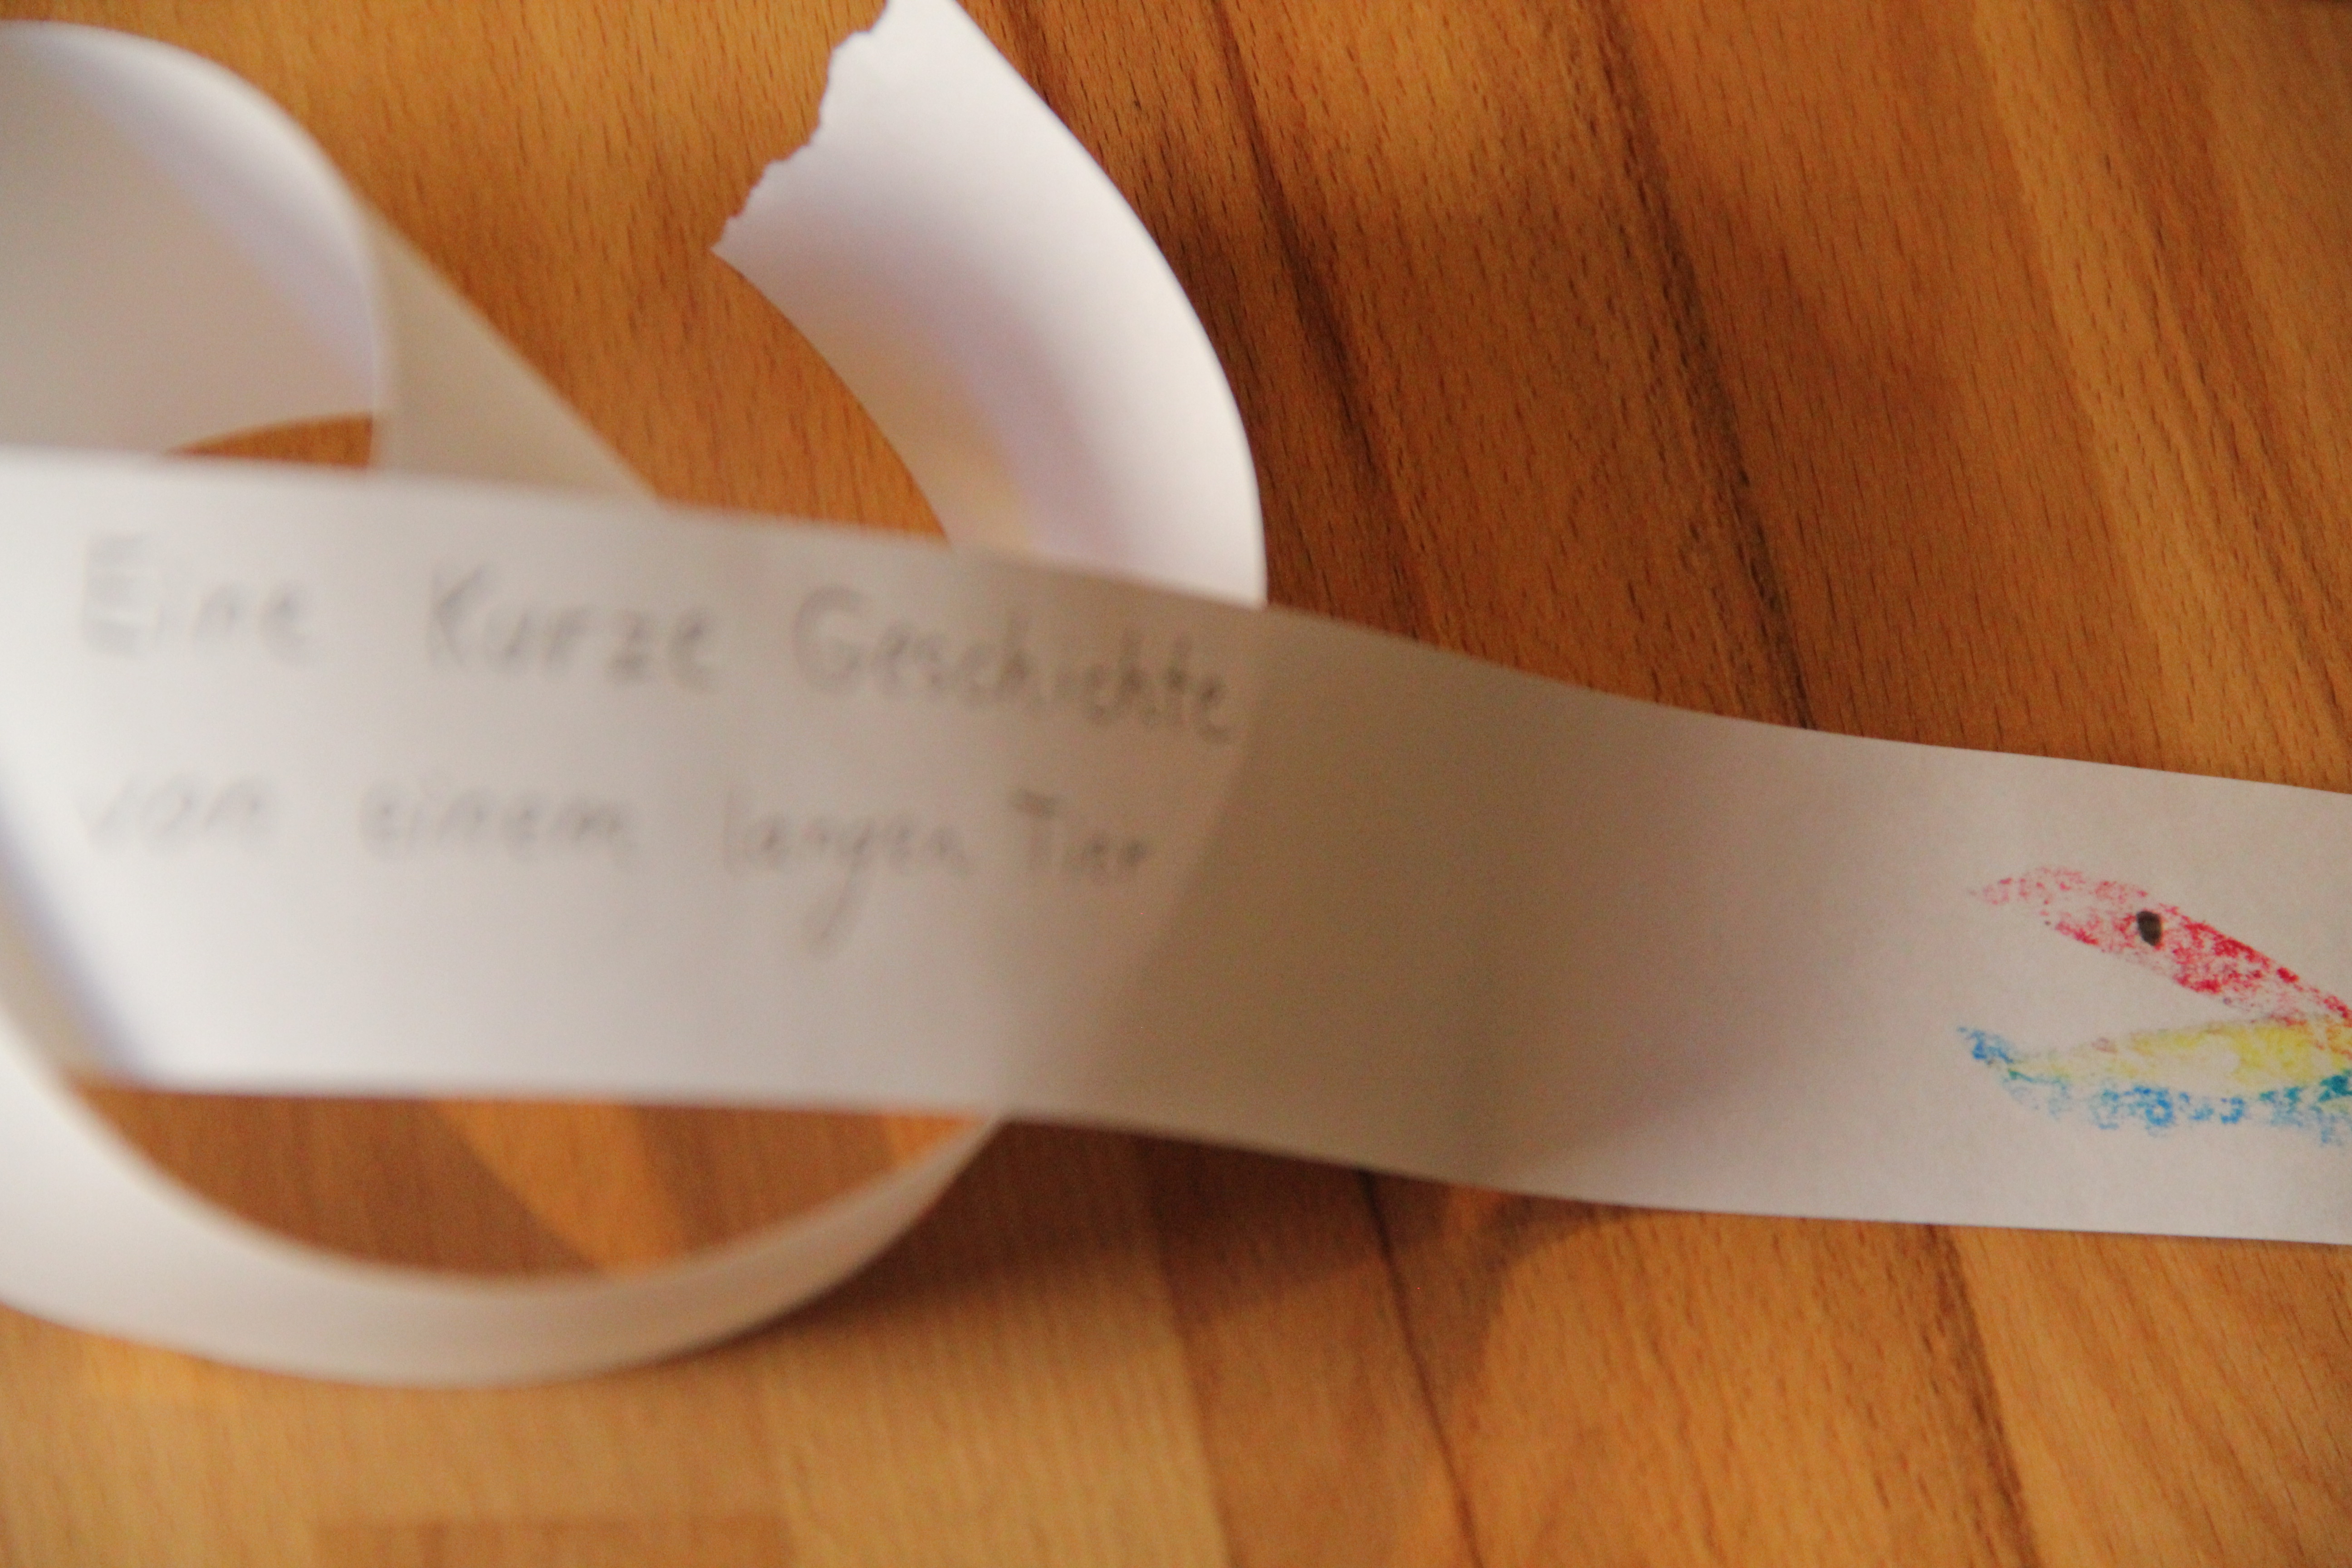 Eine Kurze Geschichte
von einem langen Tier